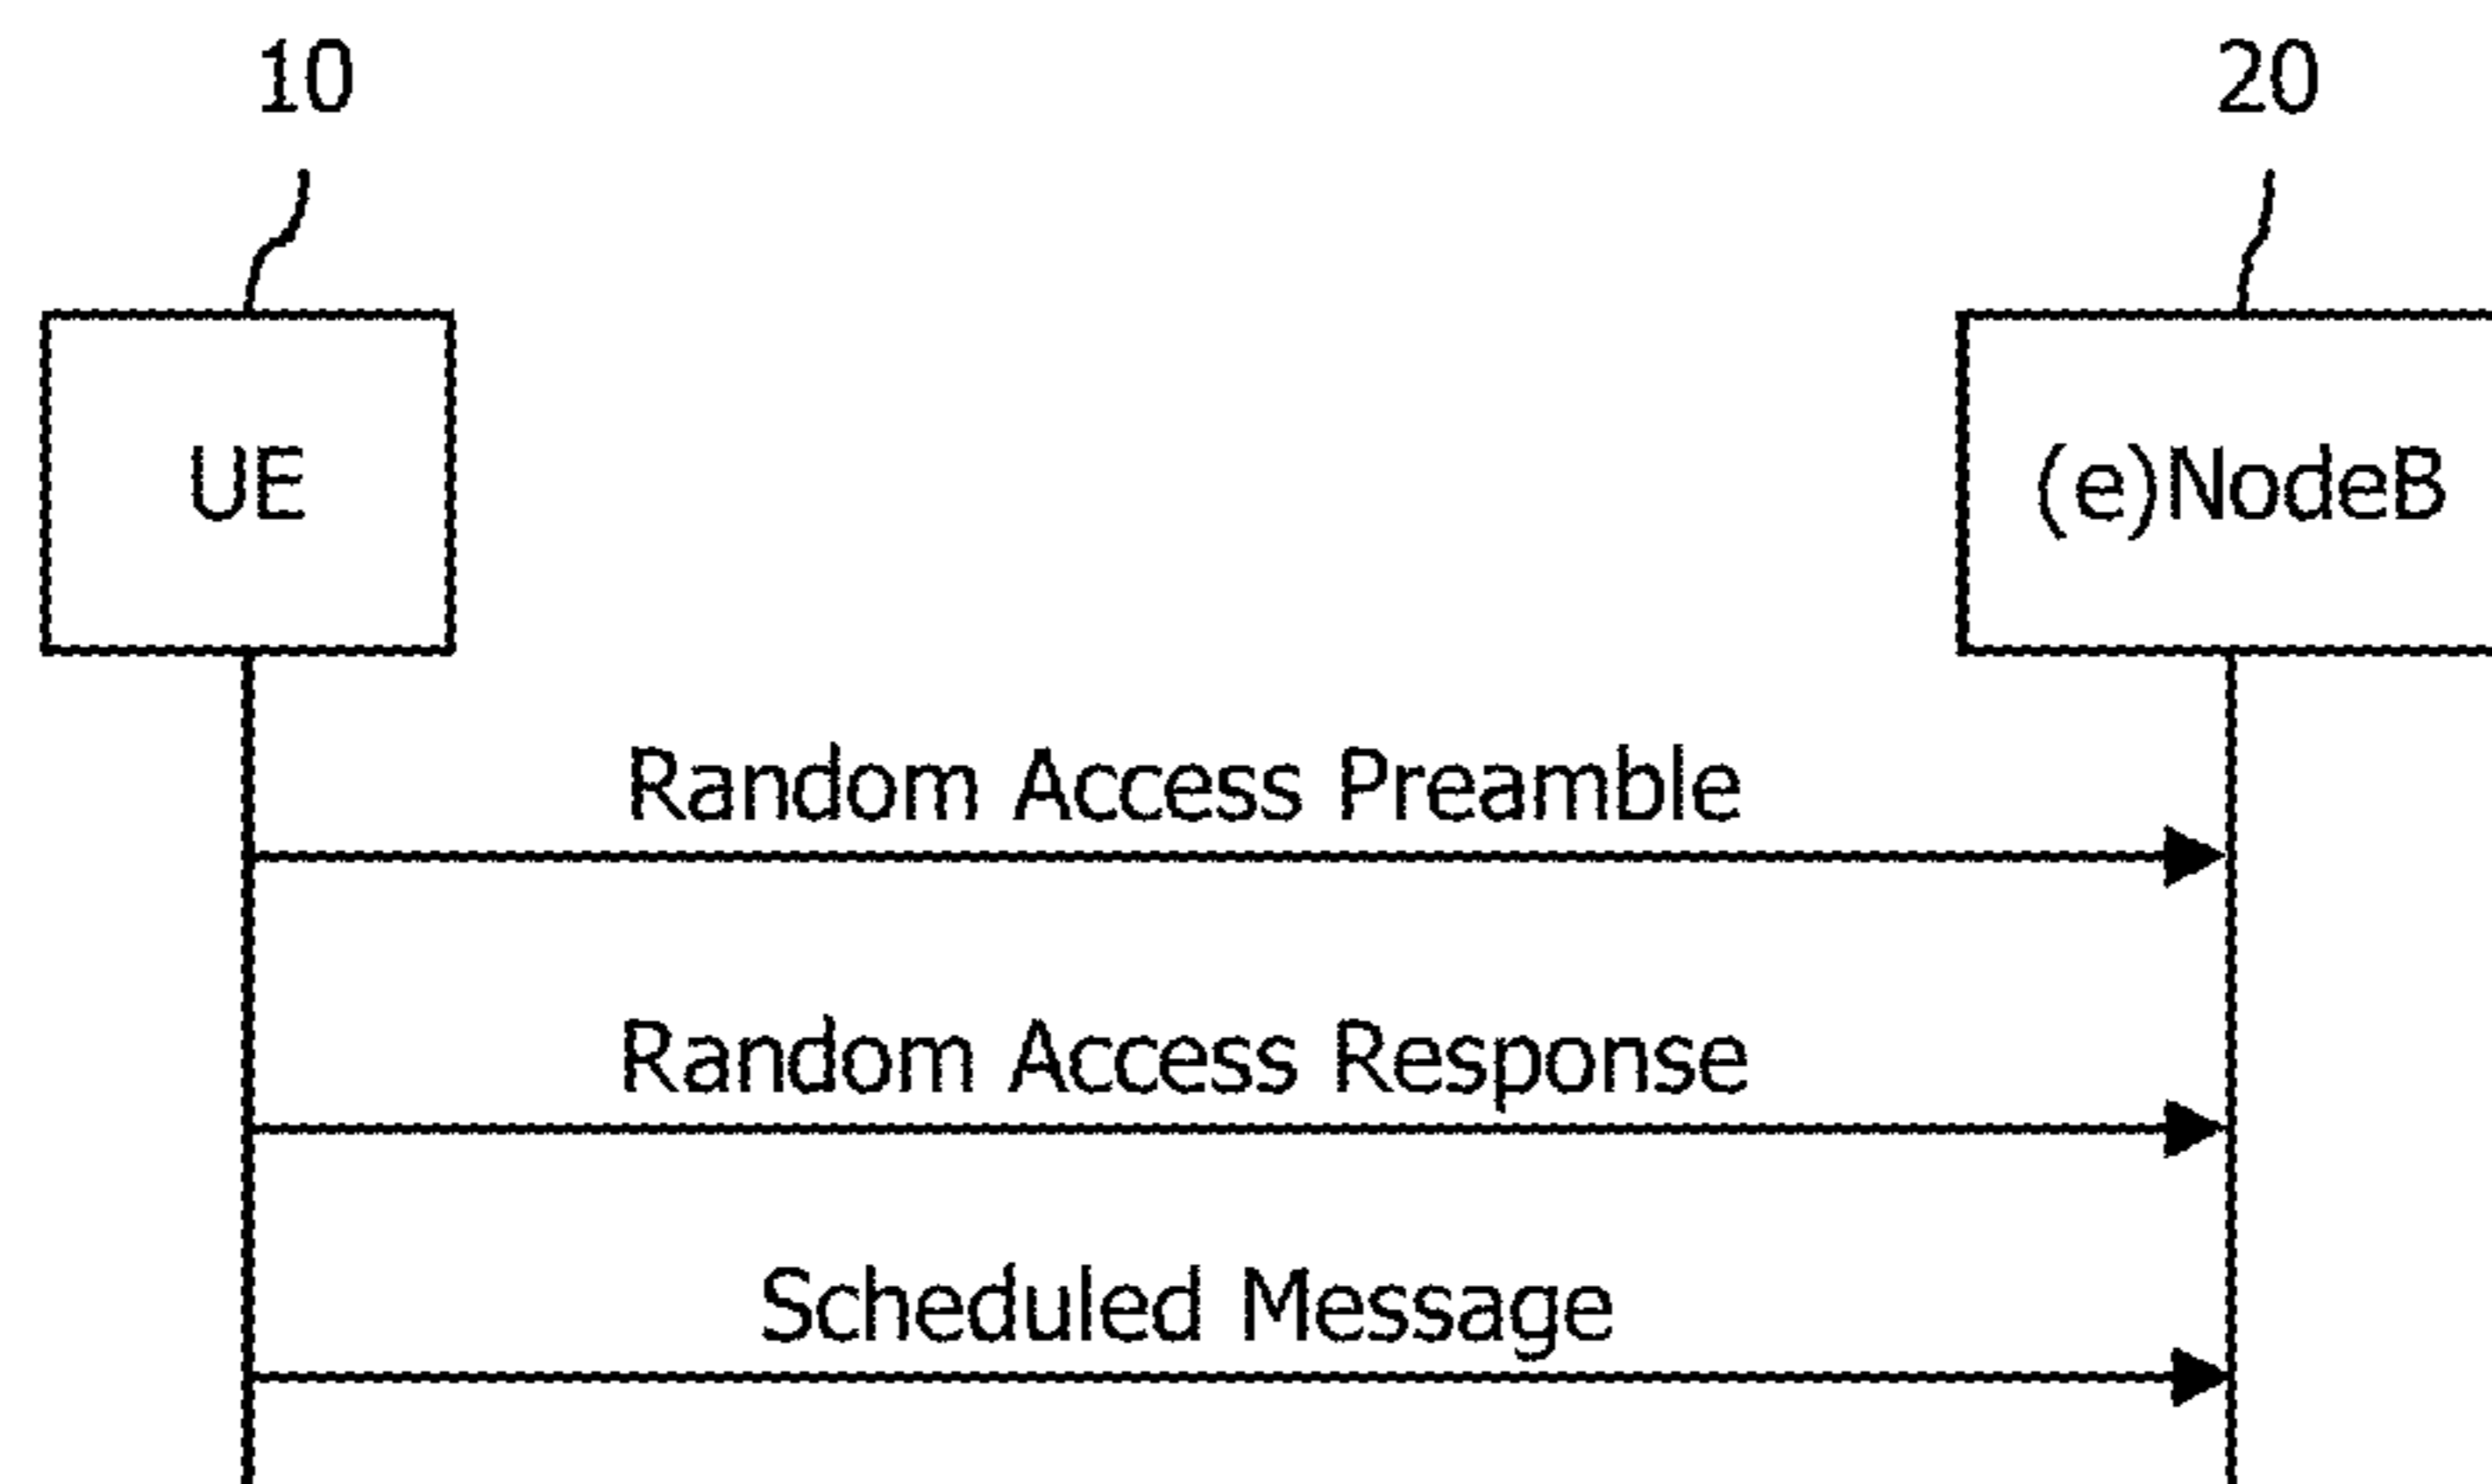 10
20
UE
(e)NodeB
Random Access Preamble
Random Access Response
Scheduled Message